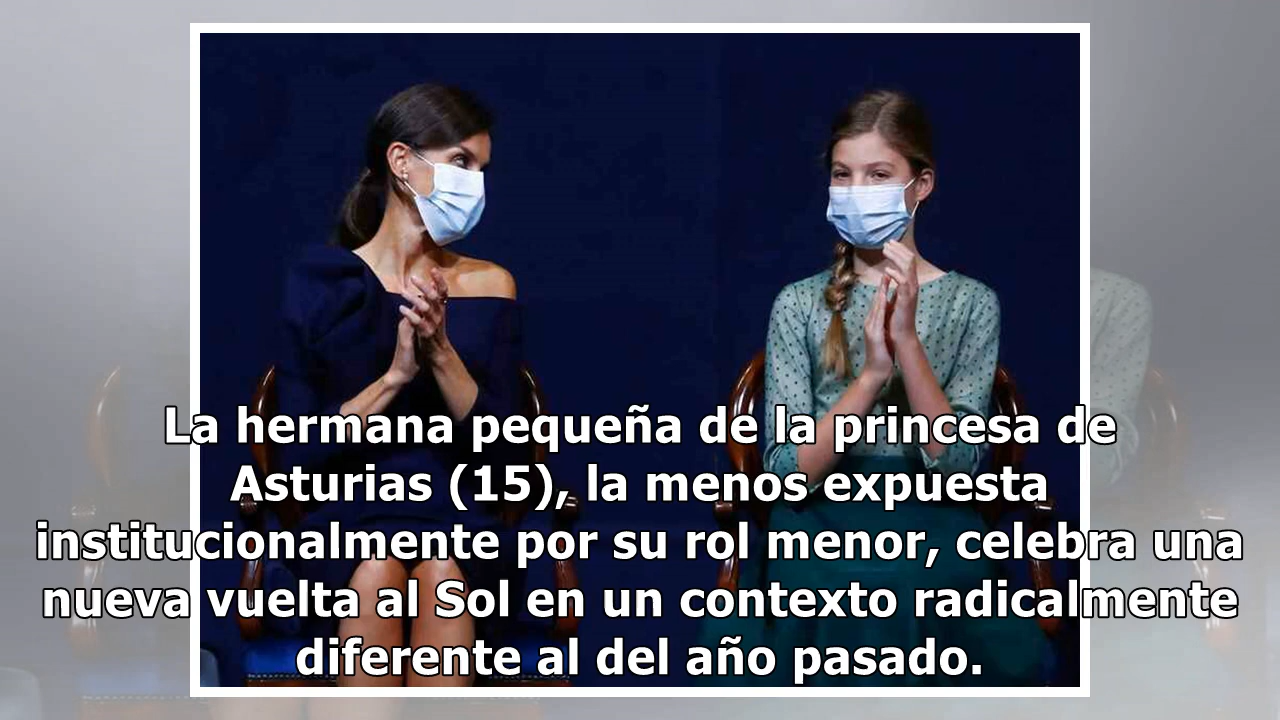 La hermana pequeña de la princesa de
Asturias (15), la menos expuesta
institucionalmente por su rol menor, celebra una
nueva vuelta al Sol en un contexto radicalmente
diferente al del año pasado.